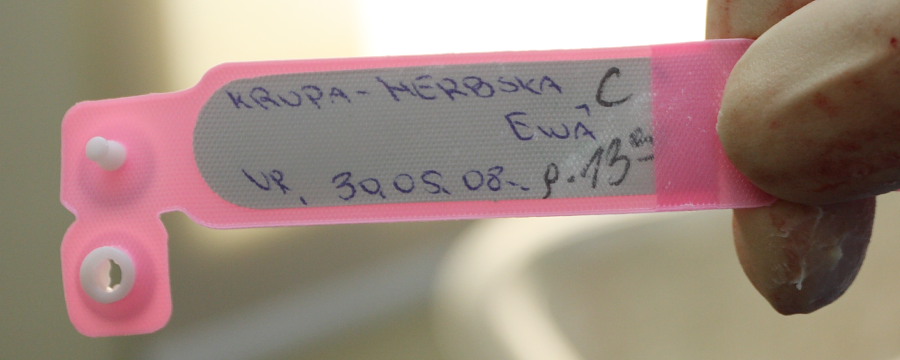 KRUPA-HERBSKA C
EWA
UR. 30.05.08. p. 13